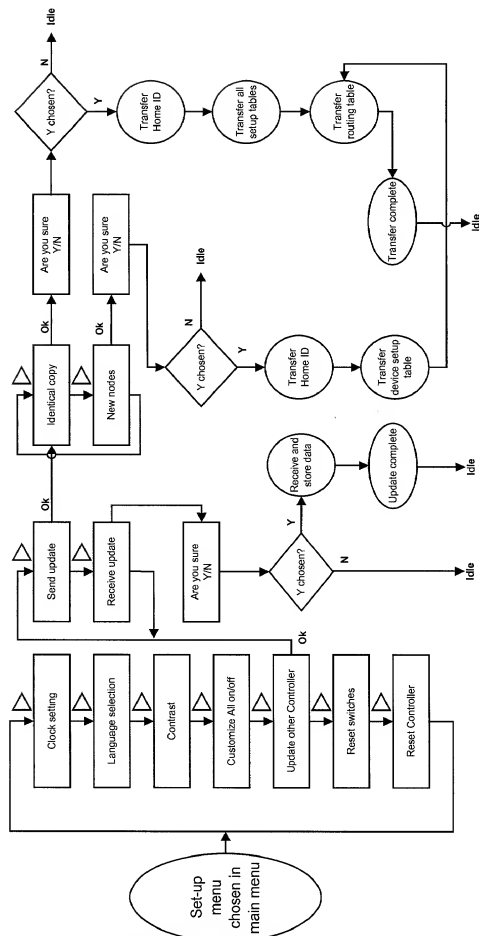 Set-up
menu
chosen in
main menu
Clock setting
Language selection
Contrast
Customize All on/off
Update other Controller
Reset switches
Reset Controller
Ok
Send update
Receive update
Are you sure
Y/N
Y chosen?
Y
N
Receive and
store data
Update complete
Idle
Idle
Ok
Identical copy
New nodes
Ok
Ok
Are you sure
Y/N
Are you sure
Y/N
Y chosen?
N
Idle
Y
Transfer
Home ID
Transfer
device setup
table
Y chosen?
N
Idle
Y
Transfer
Home ID
Transfer all
setup tables
Transfer
routing table
Transfer complete
Idle